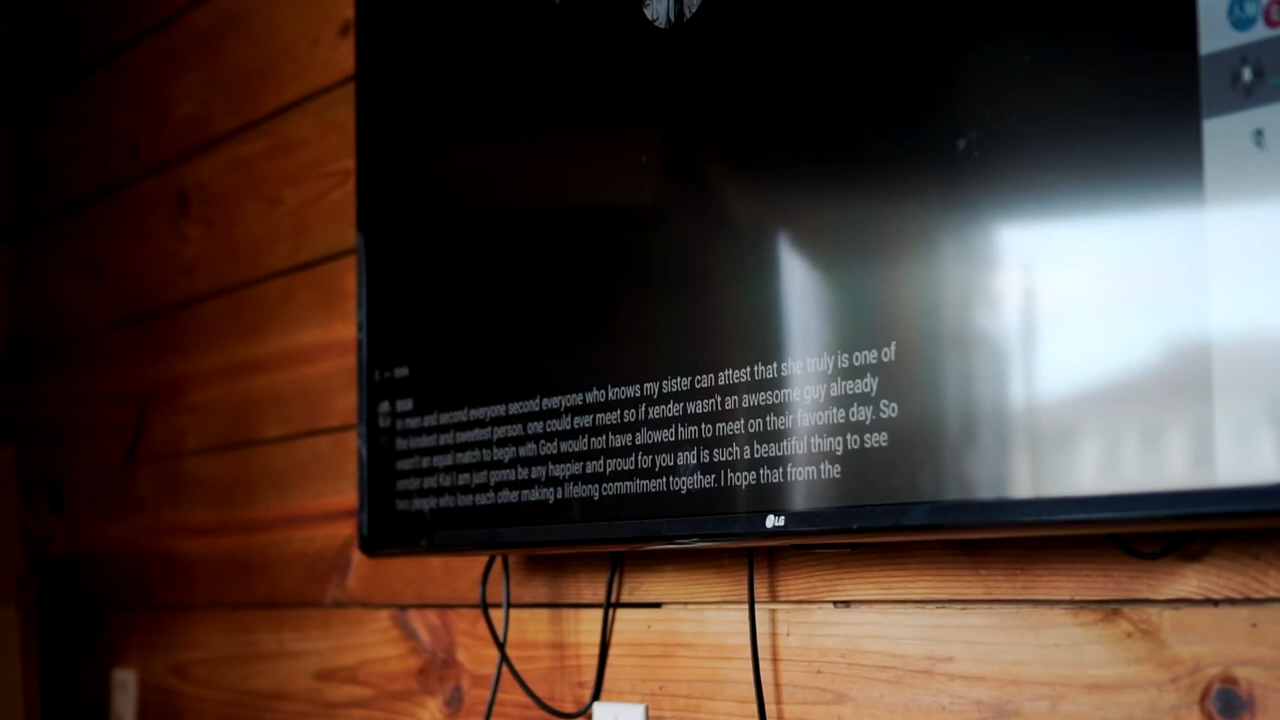 in men and second everyone second everyone who knows my sister can attest that she truly is one of
the kindest and sweetest person. one could ever meet so if xender wasn't an awesome guy already
wasn't an equal match to begin with God would not have allowed him to meet on their favorite day. So
xender and Kai I am just gonna be any happier and proud for you and is such a beautiful thing to see
two people who love each other making a lifelong commitment together. I hope that from the
LG